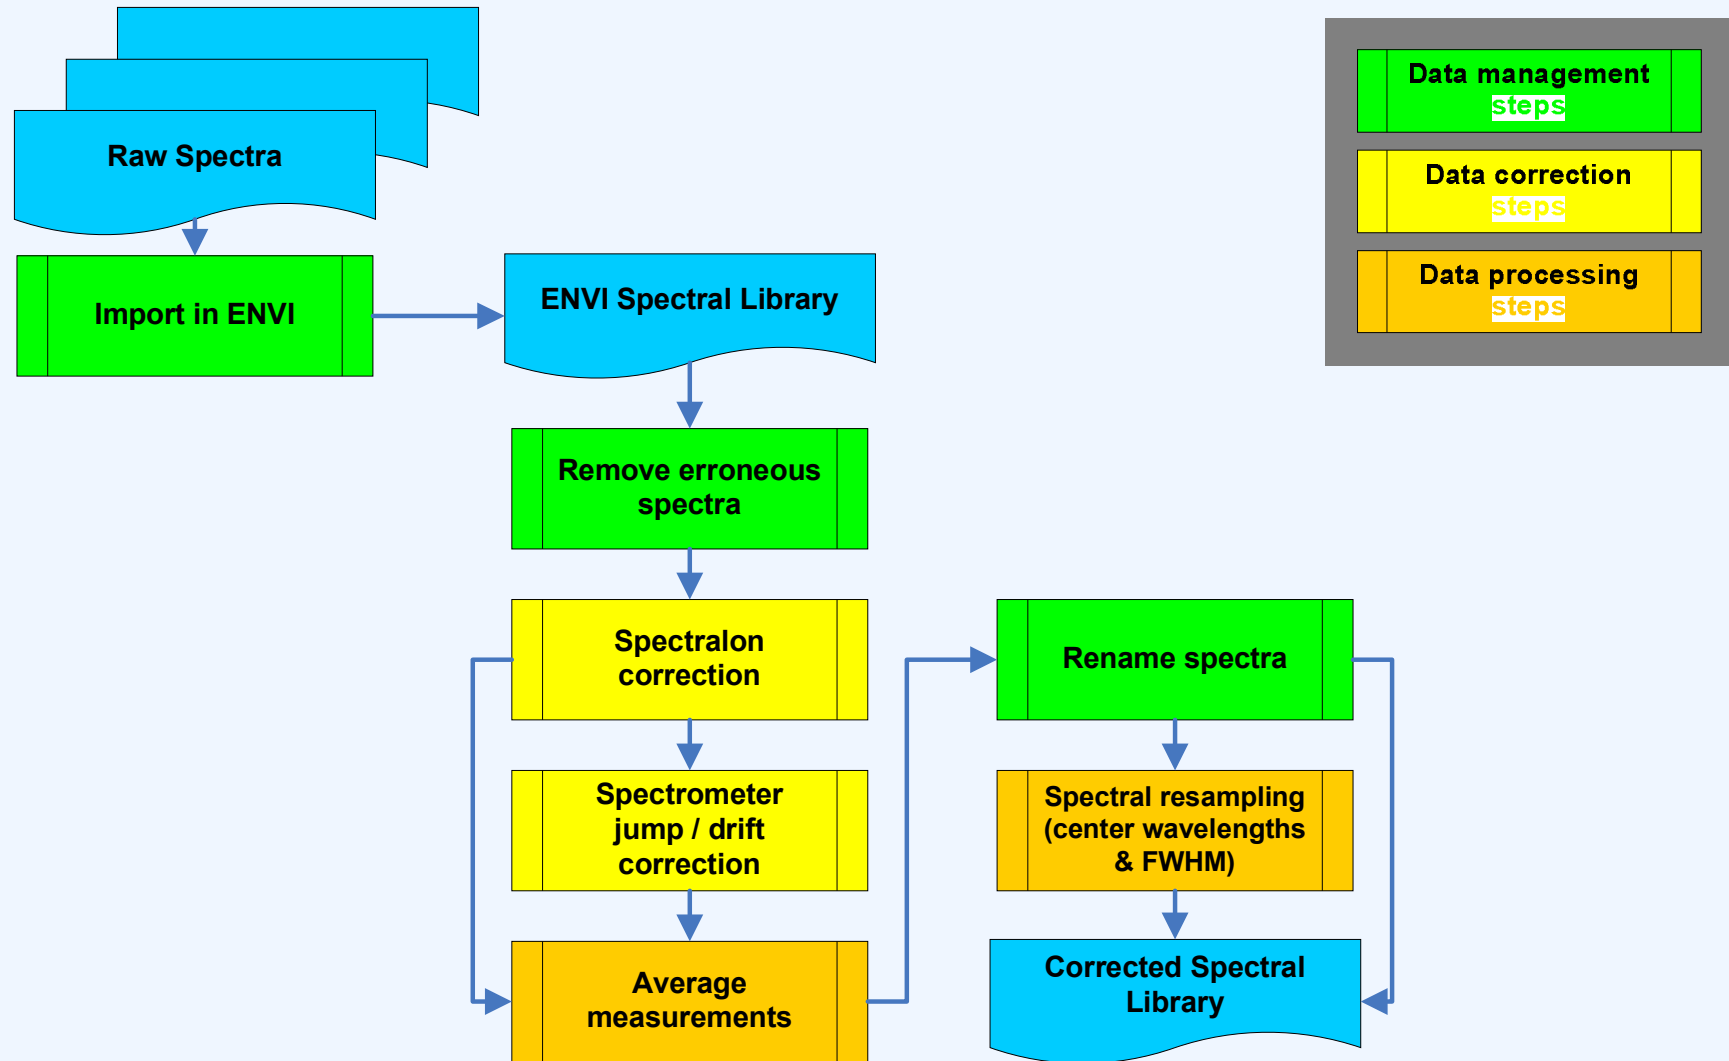 Raw Spectra
Import in ENVI
ENVI Spectral Library
Remove erroneous
spectra
Spectralon
correction
Spectrometer
jump / drift
correction
Average
measurements
Rename spectra
Spectral resampling
(center wavelengths
& FWHM)
Corrected Spectral
Library
Data management
steps
Data correction
steps
Data processing
steps